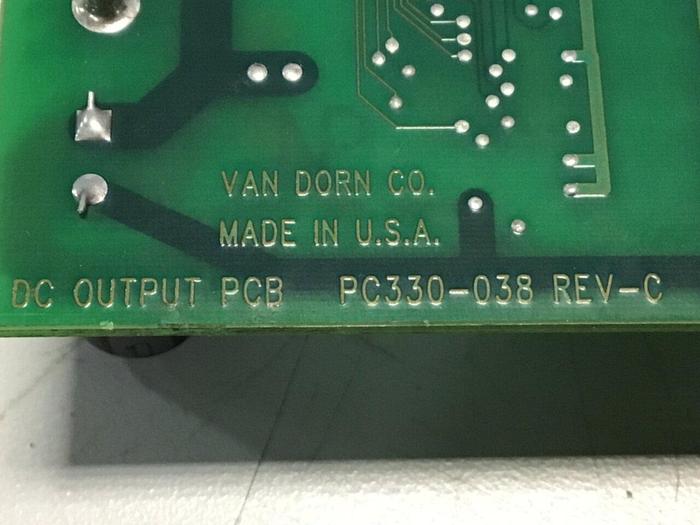 VAN DORN CO.
MADE IN U.S.A.
DC OUTPUT PCB PC330-038 REV-C